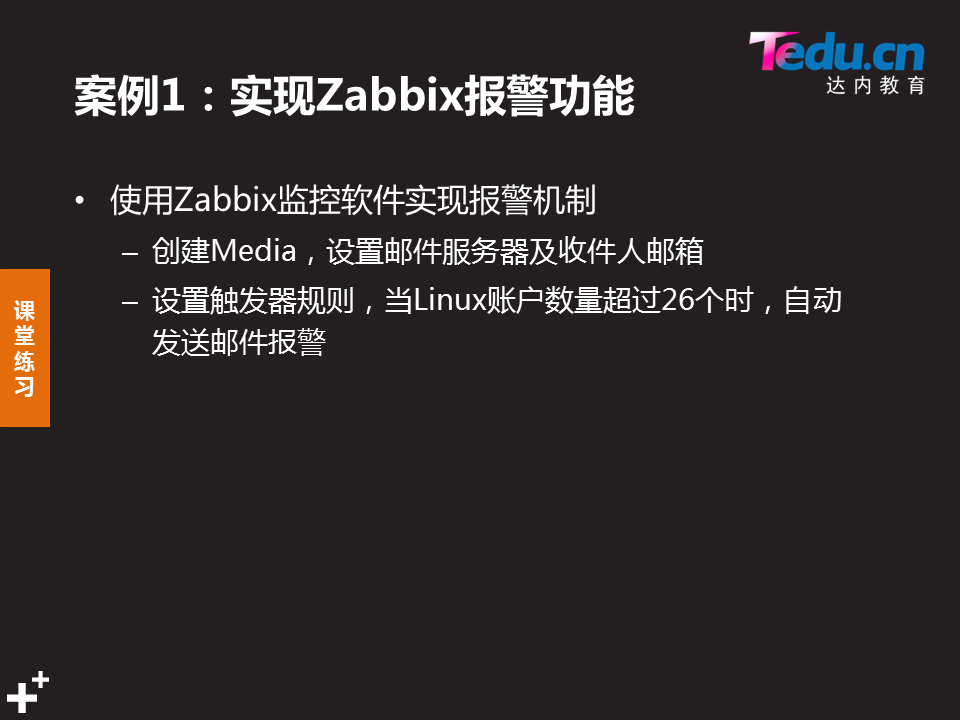 Tedu.cn
达内教育
案例1：实现Zabbix报警功能
• 使用Zabbix监控软件实现报警机制
– 创建Media，设置邮件服务器及收件人邮箱
– 设置触发器规则，当Linux账户数量超过26个时，自动
发送邮件报警
课
堂
练
习